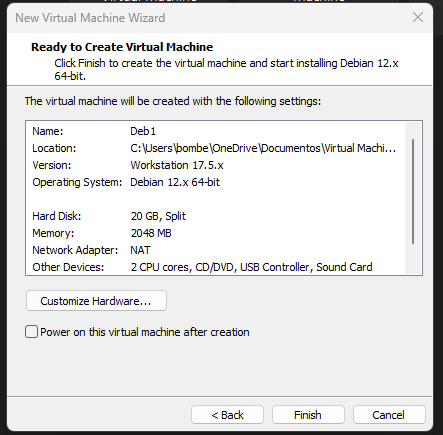 New Virtual Machine Wizard
Ready to Create Virtual Machine
Click Finish to create the virtual machine and start installing Debian 12.x
64-bit.
The virtual machine will be created with the following settings:
Name: Deb1
Location: C:\Users\bombe\OneDrive\Documentos\Virtual Machi...
Version: Workstation 17.5.x
Operating System: Debian 12.x 64-bit
Hard Disk: 20 GB, Split
Memory: 2048 MB
Network Adapter: NAT
Other Devices: 2 CPU cores, CD/DVD, USB Controller, Sound Card
Customize Hardware...
Power on this virtual machine after creation
< Back Finish Cancel